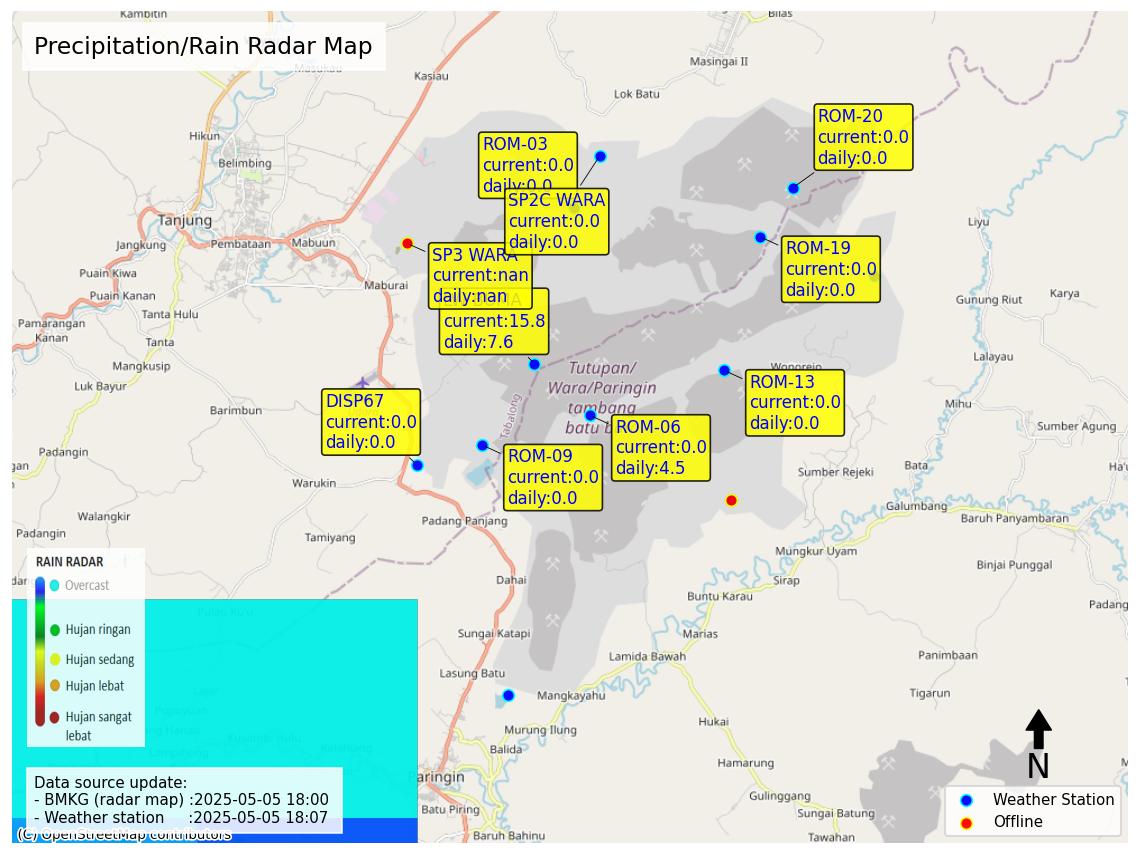 Precipitation/Rain Radar Map
Kambitin
Bilas
Masukau
Masingai II
Kasiau
Lok Batu
ROM-20
current:0.0
daily:0.0
ROM-03
current:0.0
daily:0.0
Hikun
Belimbing
SP2C WARA
current:0.0
daily:0.0
Tanjung
Liyu
Jangkung
Pembataan
Mabuun
ROM-19
current:0.0
daily:0.0
SP3 WARA
current:nan
daily:nan
Puain Kiwa
Maburai
Puain Kanan
Karya
Gunung Riut
Tanta Hulu
current:15.8
daily:7.6
Pamarangan
Kanan
Tanta
Lalayau
Mangkusip
Wonorejo
Tutupan/
Wara/Paringin
tambang
batu b
Luk Bayur
ROM-13
current:0.0
daily:0.0
DISP67
current:0.0
daily:0.0
Barimbun
Mihu
Tabalong
ROM-06
current:0.0
daily:4.5
Sumber Agung
ROM-09
current:0.0
daily:0.0
gan
Bata
Ha'u
Sumber Rejeki
Warukin
Galumbang
Walangkir
Padang Panjang
Baruh Panyambaran
Padangin
Tamiyang
Mungkur Uyam
Binjai Punggal
RAIN RADAR
Overcast
Hujan ringan
Hujan sedang
Hujan lebat
Hujan sangat
lebat
Dahai
Sirap
Buntu Karau
Padang
Pulau Ku'u
Sungai Katapi
Marias
Lamida Bawah
Panimbaan
Lasung Batu
Mangkayahu
Tigarun
Murung Ilung
Hukai
Balida
Hamarung
N
Paringin
Data source update:
- BMKG (radar map) :2025-05-05 18:00
- Weather station :2025-05-05 18:07
Gulinggang
Weather Station
Offline
Batu Piring
Sungai Batung
(C) OpenStreetMap contributors
Baruh Bahinu
Tawahan